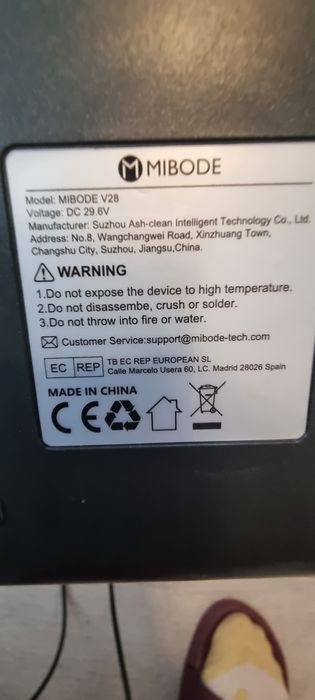 MIBODE
Model: MIBODE V28
Voltage: DC 29.6V
Manufacturer: Suzhou Ash-clean intelligent Technology Co., Ltd.
Address: No.8, Wangchangwei Road, Xinzhuang Town,
Changshu City, Suzhou, Jiangsu,China.
WARNING
1.Do not expose the device to high temperature.
2.Do not disassembe, crush or solder.
3.Do not throw into fire or water.
Customer Service:support@mibode-tech.com
EC REP TB EC REP EUROPEAN SL
Calle Marcelo Usera 60, LC. Madrid 28026 Spain
MADE IN CHINA
CE